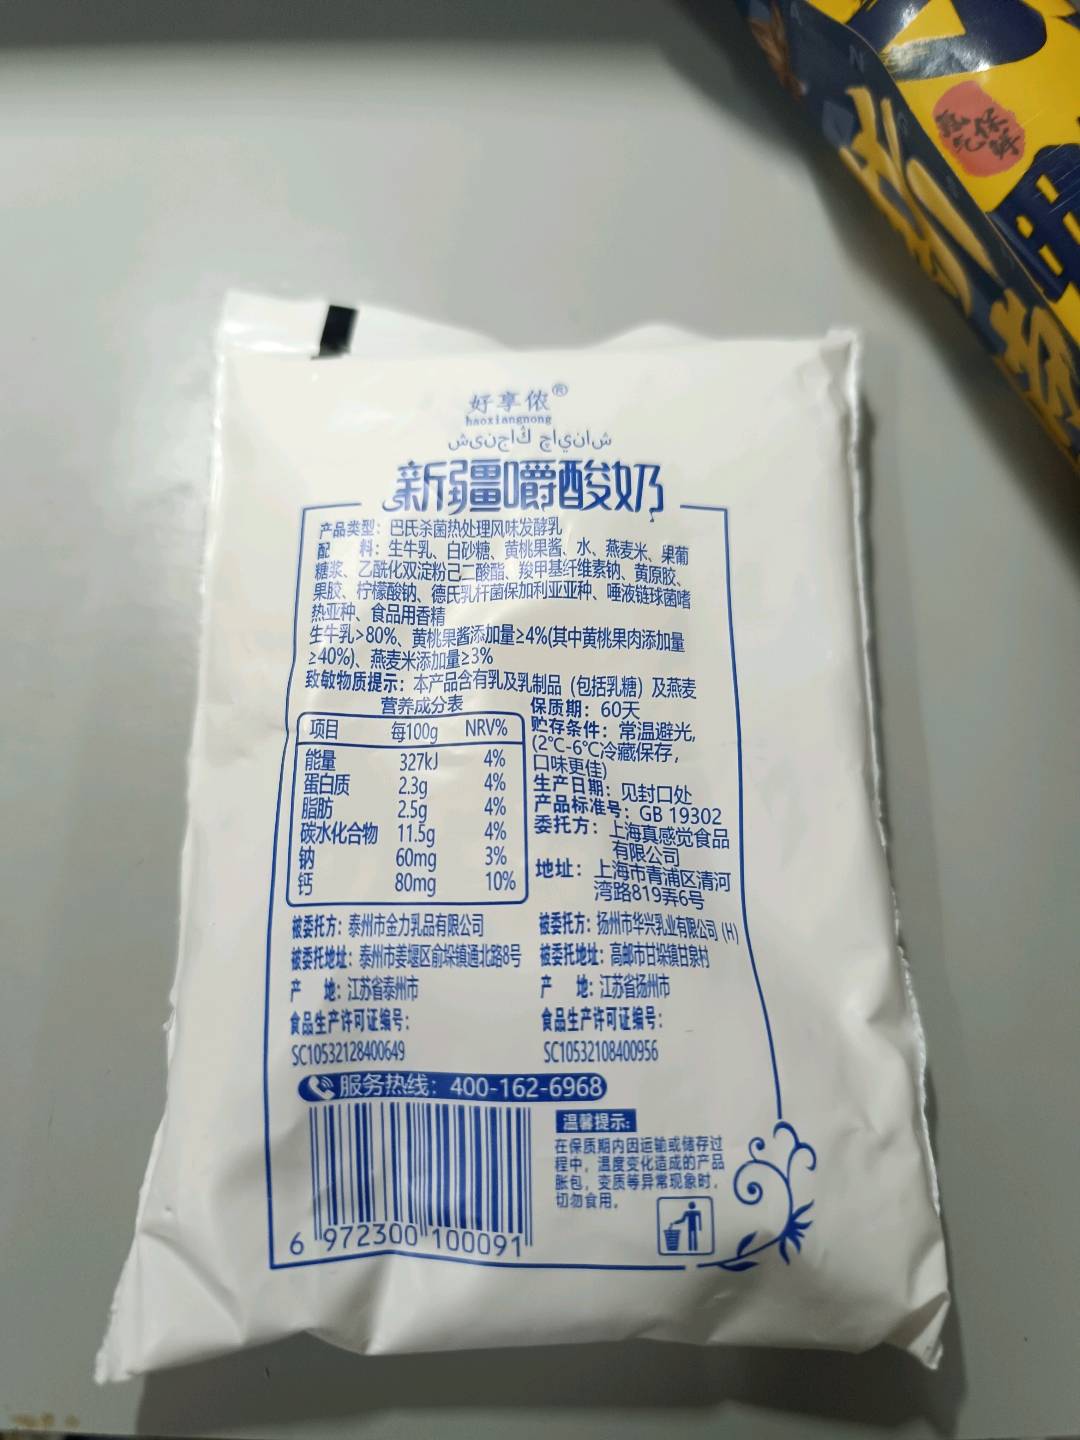 好享侬®
haoxiangnong
新疆嚼酸奶
产品类型：巴氏杀菌热处理风味发酵乳
配 料：生牛乳、白砂糖、黄桃果酱、水、燕麦米、果葡
糖浆、乙酰化双淀粉己二酸酯、羧甲基纤维素钠、黄原胶、
果胶、柠檬酸钠、德氏乳杆菌保加利亚亚种、唾液链球菌嗜
热亚种、食品用香精
生牛乳>80%、黄桃果酱添加量≥4%(其中黄桃果肉添加量
≥40%)、燕麦米添加量≥3%
致敏物质提示：本产品含有乳及乳制品（包括乳糖）及燕麦
营养成分表
项目 每100g NRV%
能量 327kJ 4%
蛋白质 2.3g 4%
脂肪 2.5g 4%
碳水化合物 11.5g 4%
钠 60mg 3%
钙 80mg 10%
保质期：60天
贮存条件：常温避光，
(2℃-6℃冷藏保存，
口味更佳)
生产日期：见封口处
产品标准号：GB 19302
委托方：上海真感觉食品
有限公司
地址：上海市青浦区清河
湾路819弄6号
被委托方：泰州市金力乳品有限公司
被委托地址：泰州市姜堰区俞垛镇通北路8号
产 地：江苏省泰州市
食品生产许可证编号：
SC10532128400649
被委托方：扬州市华兴乳业有限公司 (H)
被委托地址：高邮市甘垛镇甘泉村
产 地：江苏省扬州市
食品生产许可证编号：
SC10532108400956
服务热线：400-162-6968
温馨提示：
在保质期内因运输或储存过
程中，温度变化造成的产品
胀包，变质等异常现象时，
切勿食用。
6 972300 100091